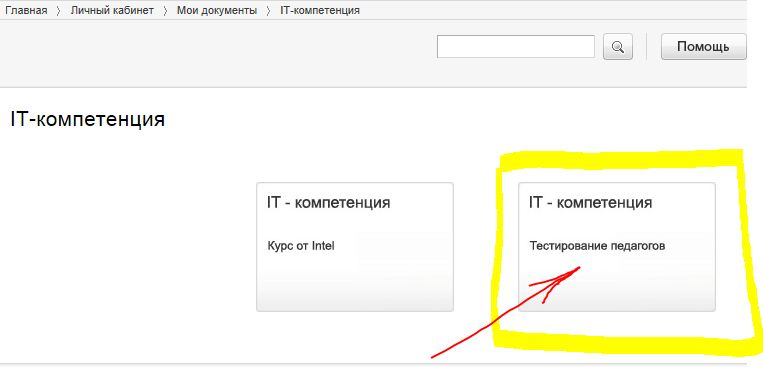 Главная 〉 Личный кабинет 〉 Мои документы 〉 IT-компетенция
Помощь
IT-компетенция
IT - компетенция
Курс от Intel
IT - компетенция
Тестирование педагогов